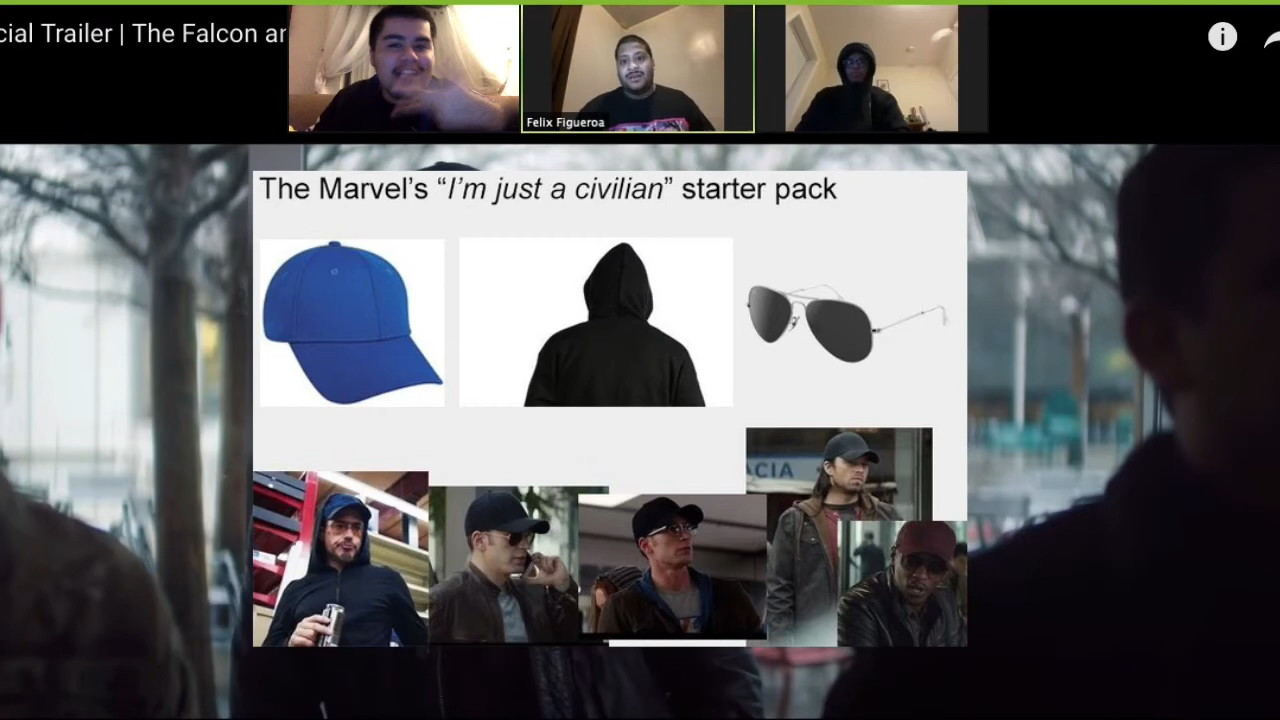 cial Trailer | The Falcon ar
Felix Figueroa
The Marvel's “I'm just a civilian” starter pack
ACIA